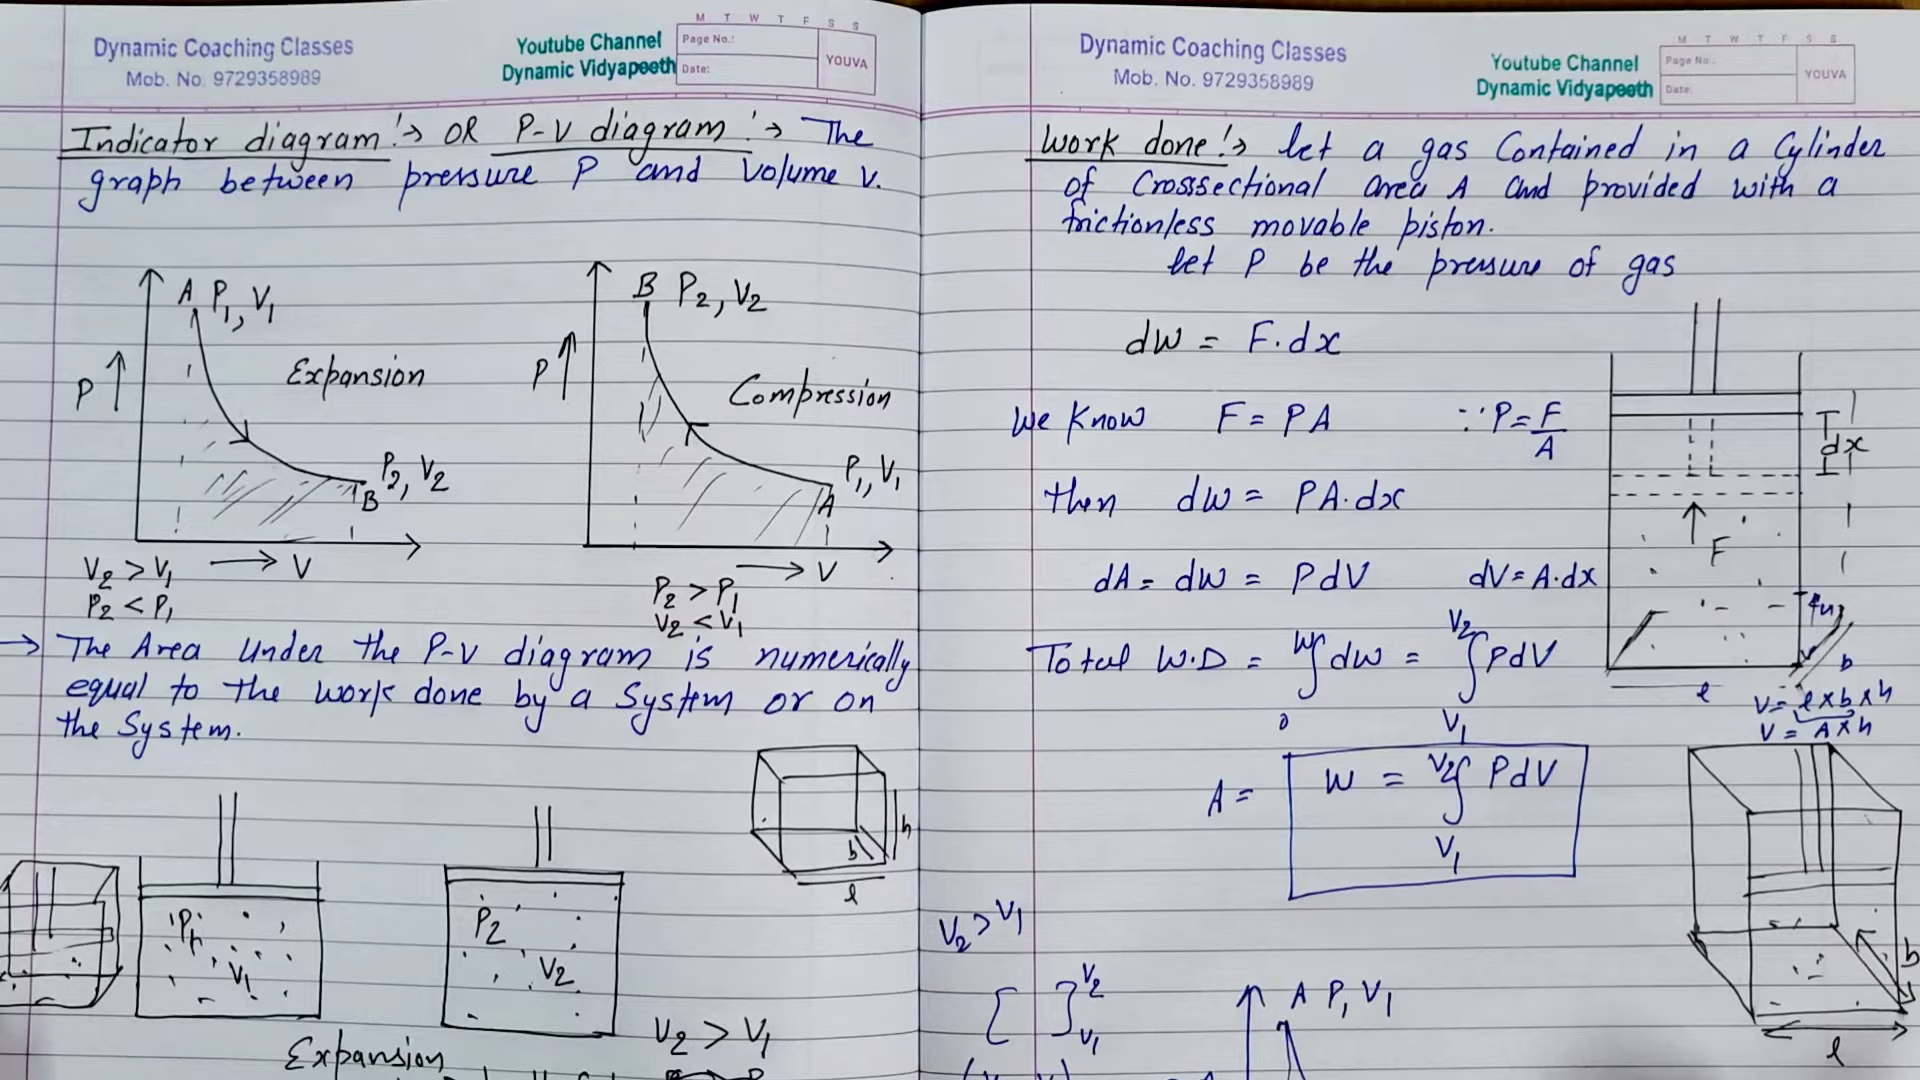 Dynamic Coaching Classes
Mob. No. 9729358989
Youtube Channel
Dynamic Vidyapeeth
M T W T F S S
Page No.:
Date:
YOUVA
Indicator diagram :→ OR P-V diagram :→ The
graph between pressure P and volume V.
A P₁, V₁
Expansion
P
P₂, V₂
B
V
V₂ > V₁
P₂ < P₁
B P₂, V₂
P
Compression
P₁, V₁
A
V
P₂ > P₁
V₂ < V₁
→ The Area under the P-V diagram is numerically
equal to the work done by a System or on
the System.
h
b
l
P₁
V₁
P₂
V₂
V₂ > V₁
Expansion
Dynamic Coaching Classes
Mob. No. 9729358989
Youtube Channel
Dynamic Vidyapeeth
M T W T F S S
Page No.:
Date:
YOUVA
Work done :→ let a gas Contained in a Cylinder
of Crosssectional area A and provided with a
frictionless movable piston.
let P be the pressure of gas
dW = F.dx
We Know F = PA ∵ P = F/A
dx
then dW = PA.dx
F
dA = dW = PdV dV = A.dx
Total W.D = ∫₀ᵂ dW = ∫V₁V₂ PdV
b
l
V = l×b×h
V = A×h
A = W = ∫V₁V₂ PdV
V₂ > V₁
[ ]V₁V₂
A P, V₁
b
l